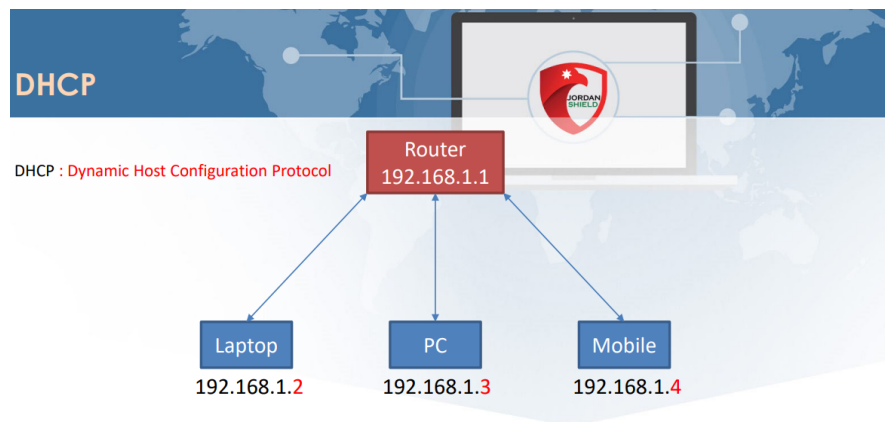 DHCP
JORDAN
SHIELD
DHCP : Dynamic Host Configuration Protocol
Router
192.168.1.1
Laptop
PC
Mobile
192.168.1.2
192.168.1.3
192.168.1.4